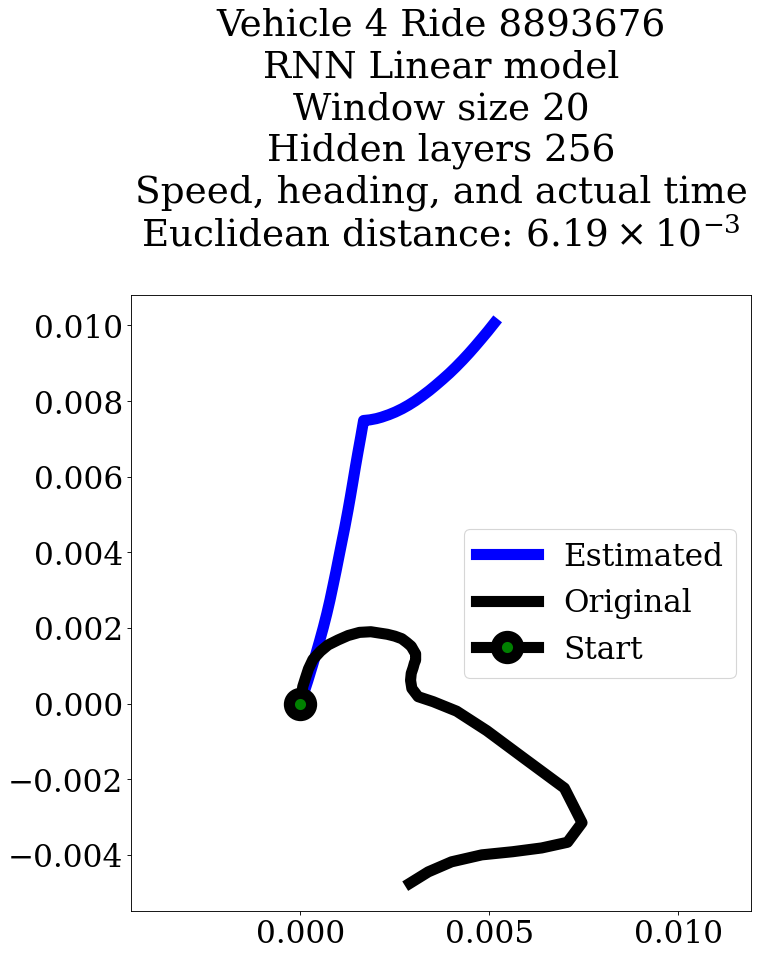 Vehicle 4 Ride 8893676
RNN Linear model
Window size 20
Hidden layers 256
Speed, heading, and actual time
Euclidean distance: 6.19 × 10⁻³
0.010
0.008
0.006
0.004
0.002
0.000
−0.002
−0.004
Estimated
Original
Start
0.000 0.005 0.010